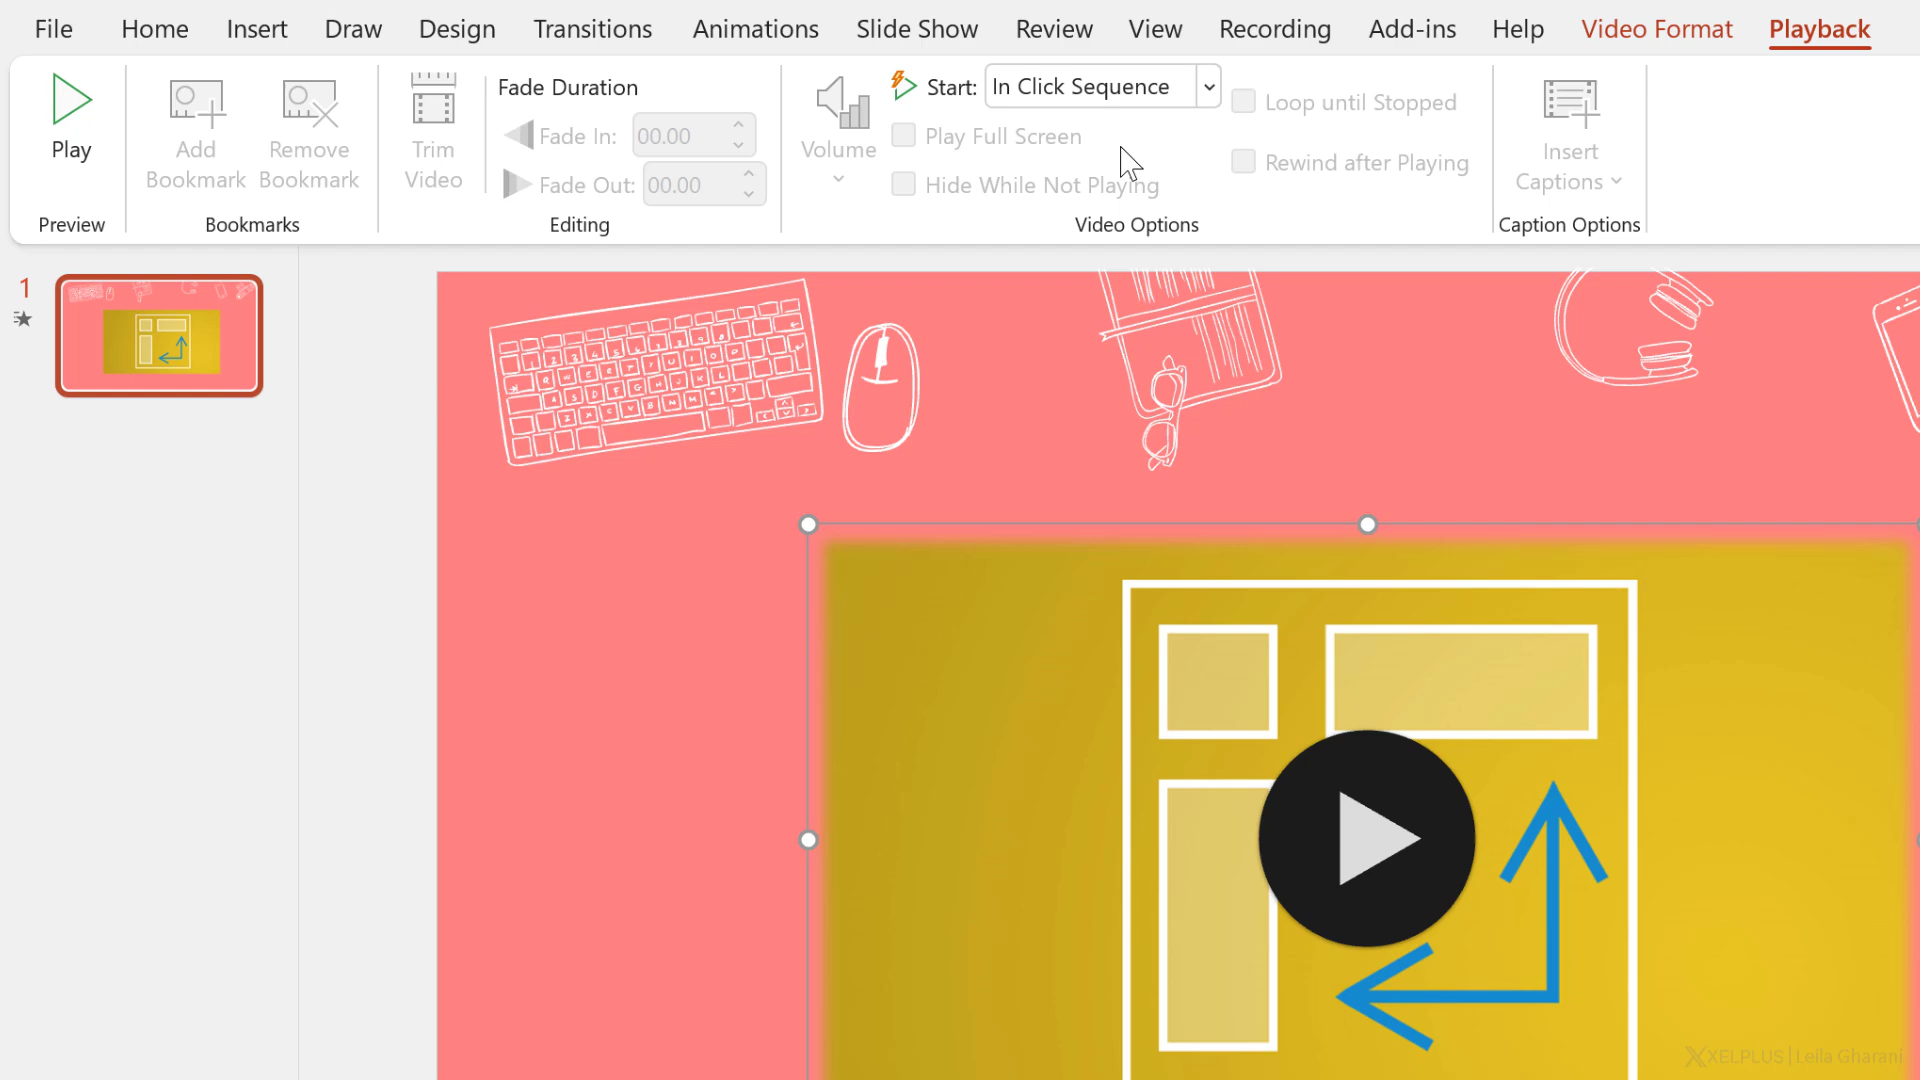 File Home Insert Draw Design Transitions Animations Slide Show Review View Recording Add-ins Help Video Format Playback
Play
Preview
Add
Bookmark
Remove
Bookmark
Bookmarks
Trim
Video
Fade Duration
Fade In: 00.00
Fade Out: 00.00
Editing
Volume
Start: In Click Sequence
Play Full Screen
Hide While Not Playing
Loop until Stopped
Rewind after Playing
Video Options
Insert
Captions
Caption Options
1
XELPLUS | Leila Gharani